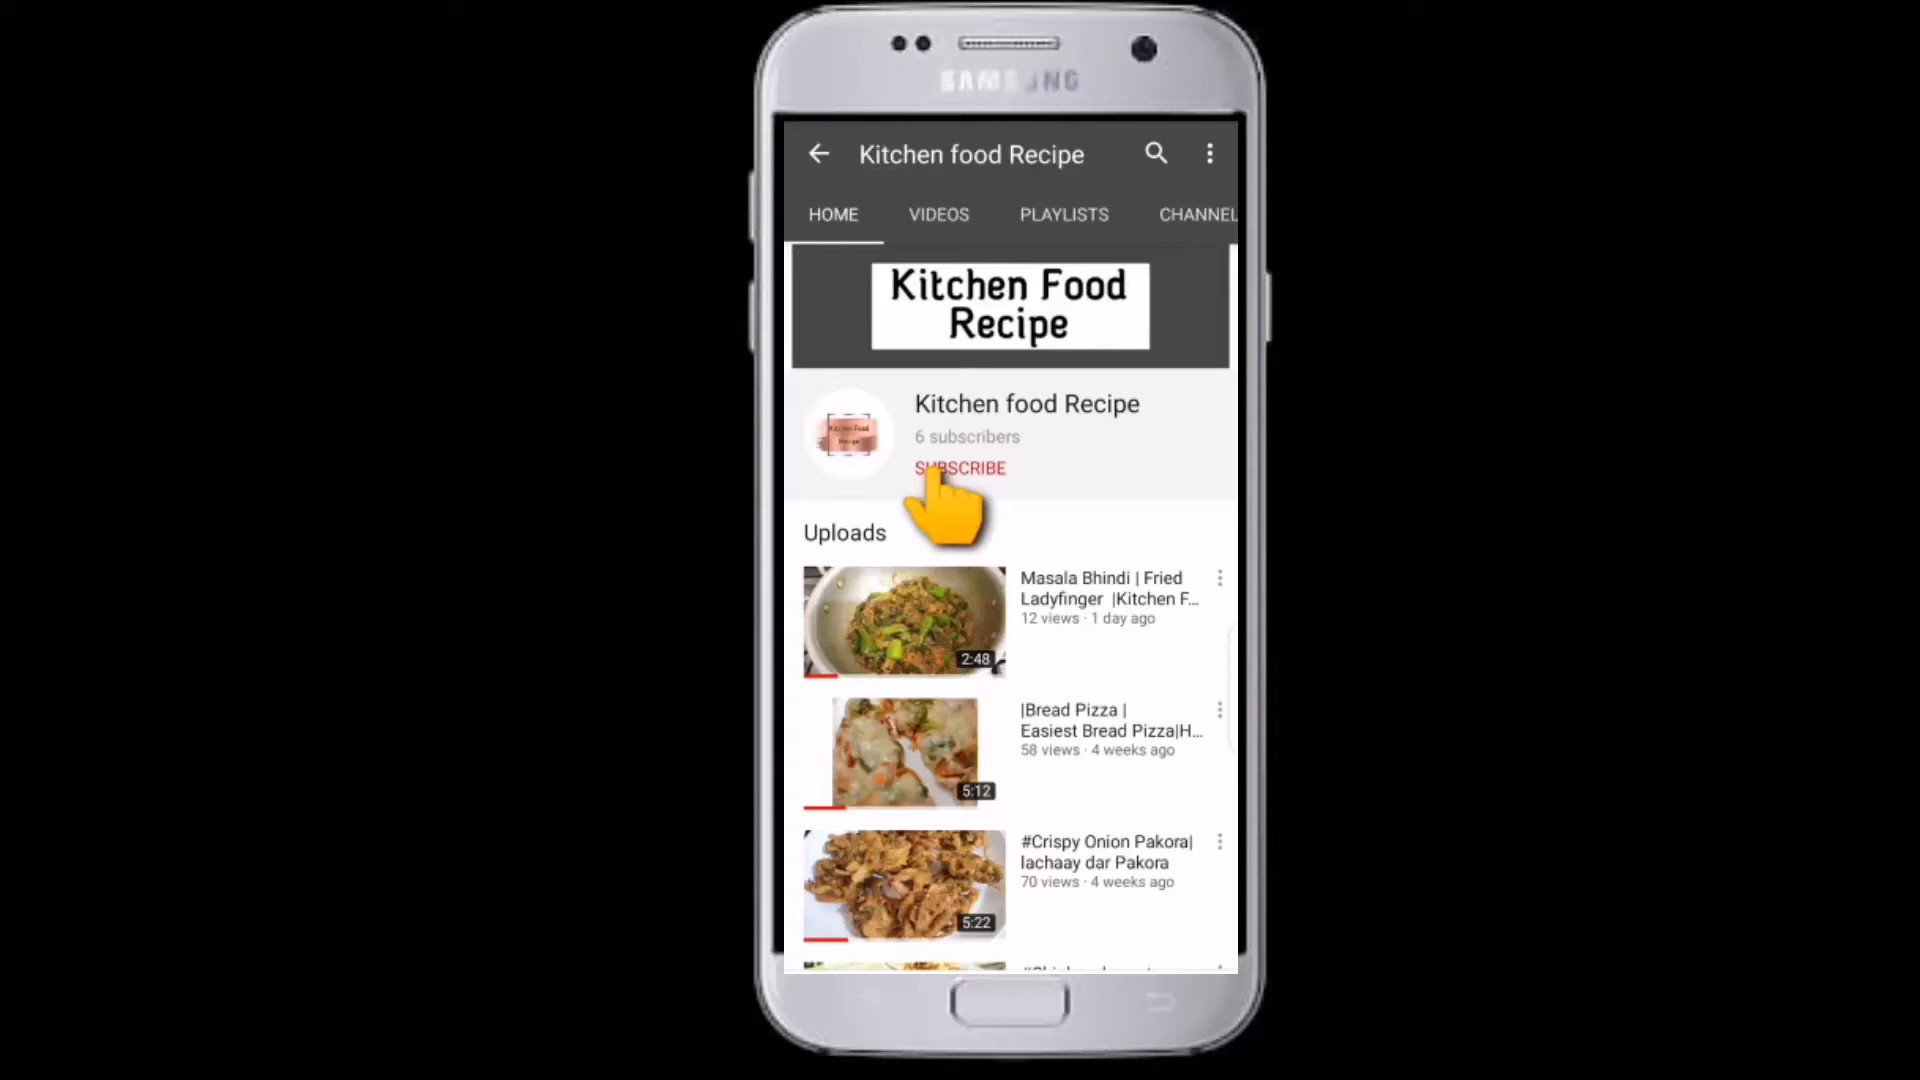 SAMSUNG
Kitchen food Recipe
HOME VIDEOS PLAYLISTS CHANNEL
Kitchen Food
Recipe
Kitchen food Recipe
6 subscribers
SUBSCRIBE
Uploads
Masala Bhindi | Fried
Ladyfinger |Kitchen F...
12 views · 1 day ago
2:48
|Bread Pizza |
Easiest Bread Pizza|H...
58 views · 4 weeks ago
5:12
#Crispy Onion Pakora|
lachaay dar Pakora
70 views · 4 weeks ago
5:22